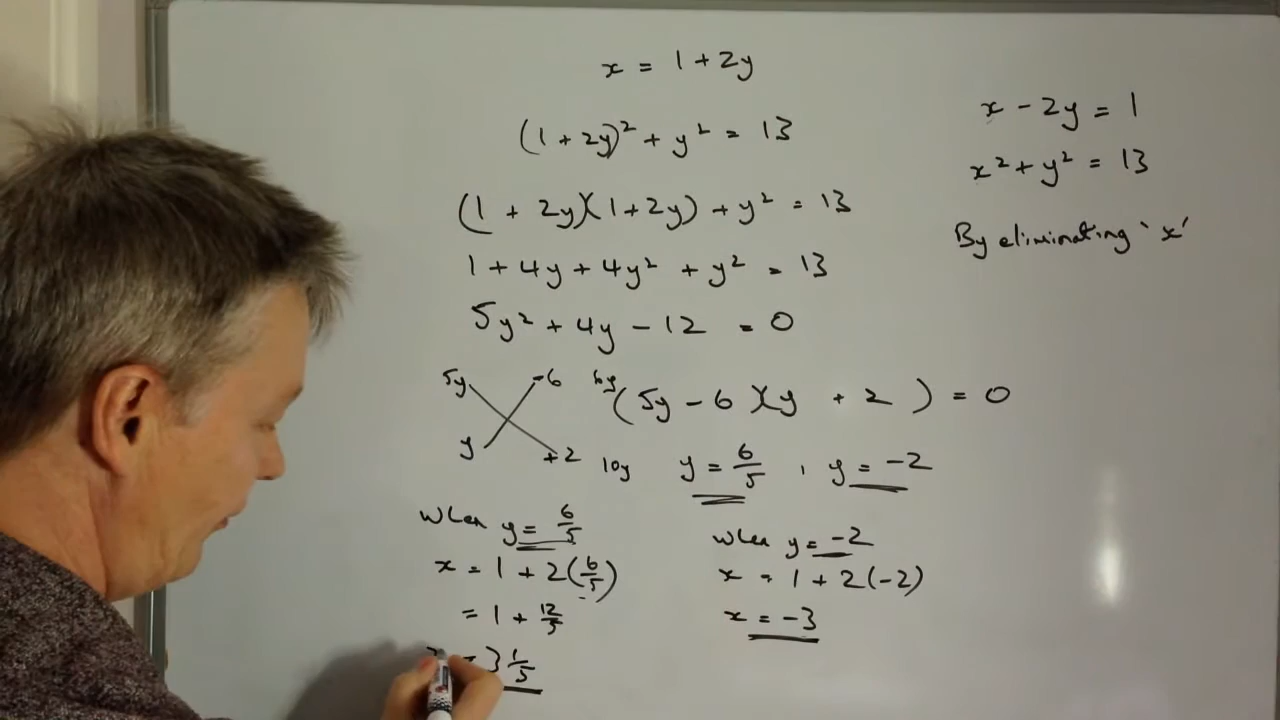 x = 1 + 2y
(1 + 2y)² + y² = 13
(1 + 2y)(1 + 2y) + y² = 13
1 + 4y + 4y² + y² = 13
5y² + 4y - 12 = 0
5y -6 6y (5y - 6)(y + 2) = 0
y +2 10y y = 6/5 , y = -2
when y = 6/5
x = 1 + 2(6/5)
= 1 + 12/5
= 3 1/5
when y = -2
x = 1 + 2(-2)
x = -3
x - 2y = 1
x² + y² = 13
By eliminating 'x'